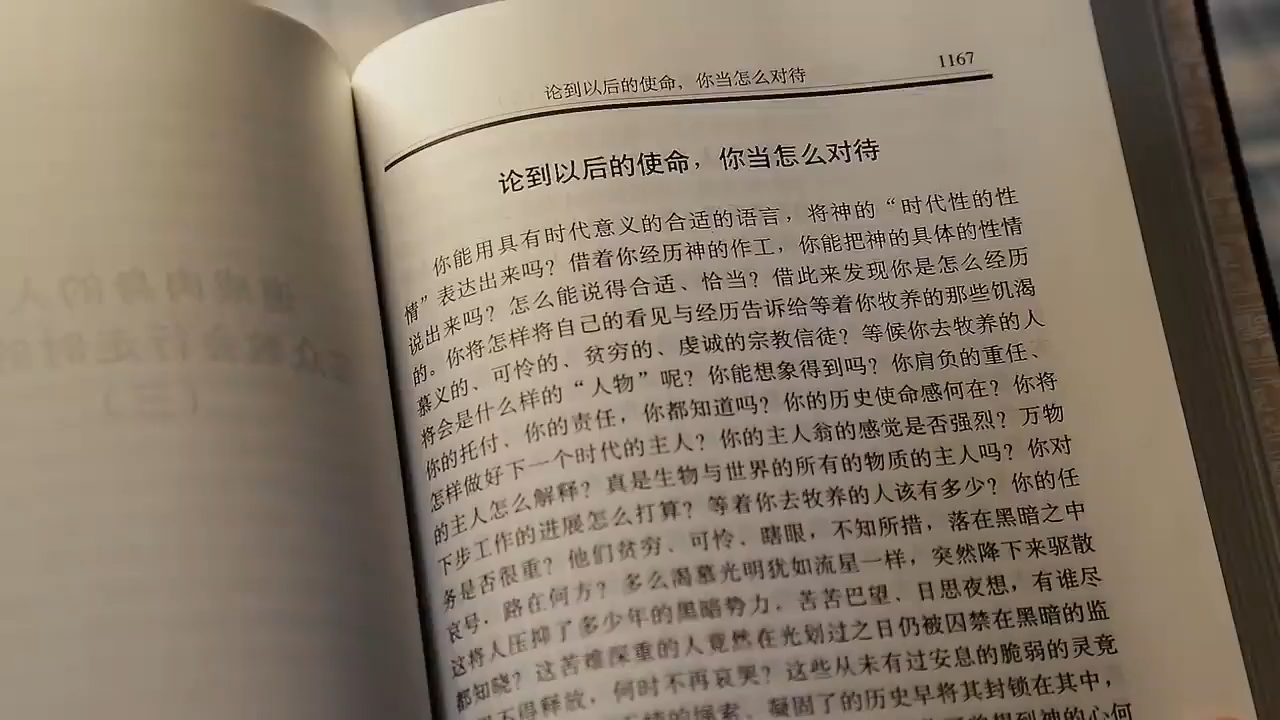 论到以后的使命，你当怎么对待
1167
论到以后的使命，你当怎么对待
你能用具有时代意义的合适的语言，将神的“时代性的性
情”表达出来吗？借着你经历神的作工，你能把神的具体的性情
说出来吗？怎么能说得合适、恰当？借此来发现你是怎么经历
的。你将怎样将自己的看见与经历告诉给等着你牧养的那些饥渴
慕义的、可怜的、贫穷的、虔诚的宗教信徒？等候你去牧养的人
将会是什么样的“人物”呢？你能想象得到吗？你肩负的重任、
你的托付、你的责任，你都知道吗？你的历史使命感何在？你将
怎样做好下一个时代的主人？你的主人翁的感觉是否强烈？万物
的主人怎么解释？真是生物与世界的所有的物质的主人吗？你对
下步工作的进展怎么打算？等着你去牧养的人该有多少？你的任
务是否很重？他们贫穷、可怜、瞎眼，不知所措，落在黑暗之中
哀号，路在何方？多么渴慕光明犹如流星一样，突然降下来驱散
这将人压抑了多少年的黑暗势力。苦苦巴望、日思夜想，有谁尽
都知晓？这苦难深重的人竟然在光划过之日仍被囚禁在黑暗的监
不得释放，何时不再哀哭？这些从未有过安息的脆弱的灵竟
的绳索、凝固了的历史早将其封锁在其中，
到神的心何